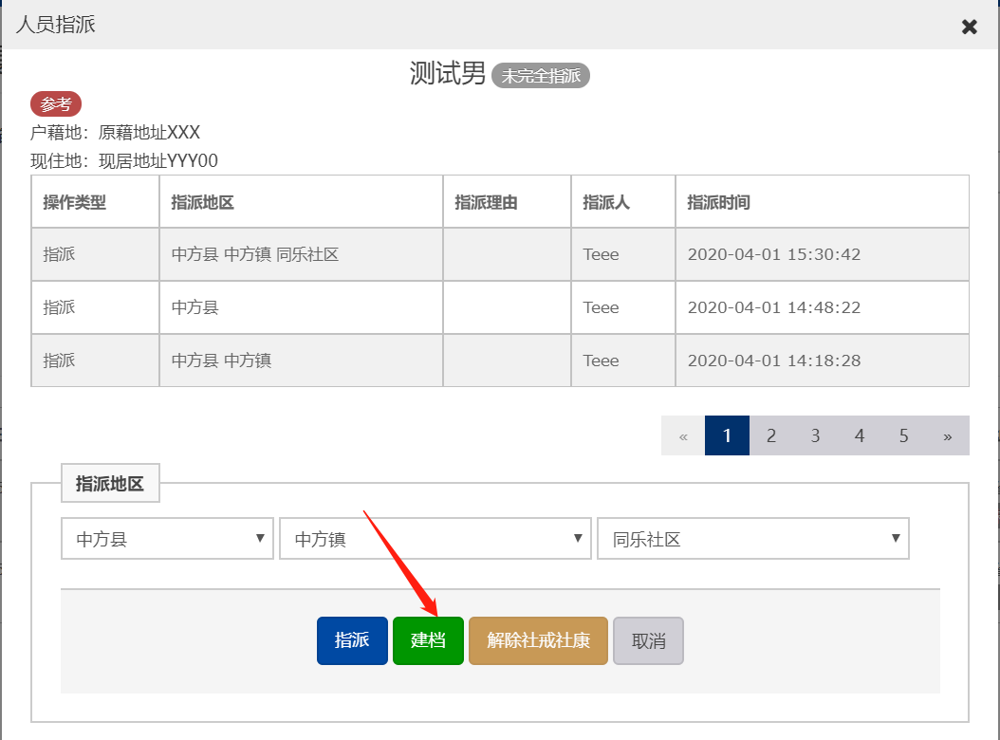 人员指派
测试男 未完全指派
参考
户藉地：原藉地址XXX
现住地：现居地址YYY00
操作类型 指派地区 指派理由 指派人 指派时间
指派 中方县 中方镇 同乐社区 Teee 2020-04-01 15:30:42
指派 中方县 Teee 2020-04-01 14:48:22
指派 中方县 中方镇 Teee 2020-04-01 14:18:28
« 1 2 3 4 5 »
指派地区
中方县 中方镇 同乐社区
指派 建档 解除社戒社康 取消